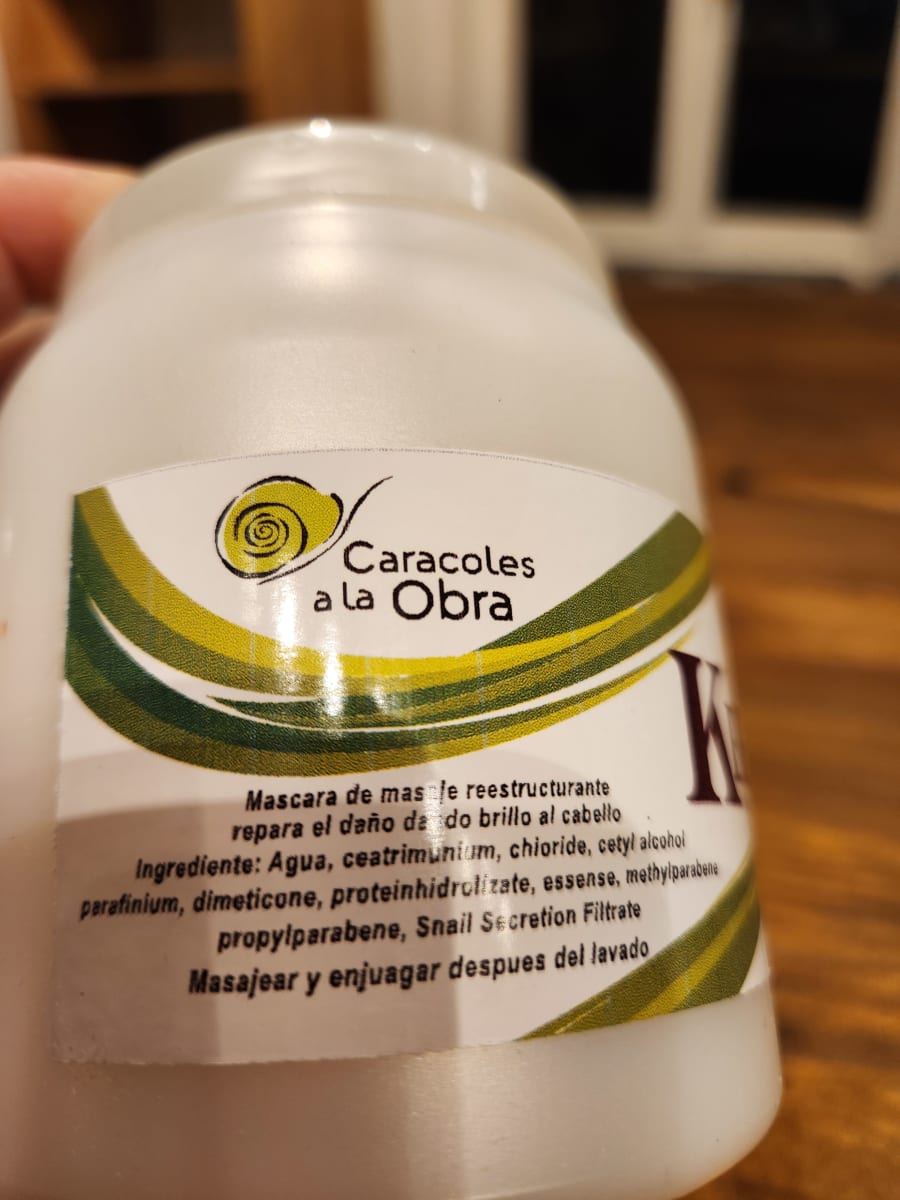 Caracoles
a la Obra
Mascara de masaje reestructurante
repara el daño dando brillo al cabello
Ingrediente: Agua, ceatrimunium, chioride, cetyl alcohol
parafinium, dimeticone, proteinhidrolizate, essense, methylparabene
propylparabene, Snail Secretion Filtrate
Masajear y enjuagar despues del lavado